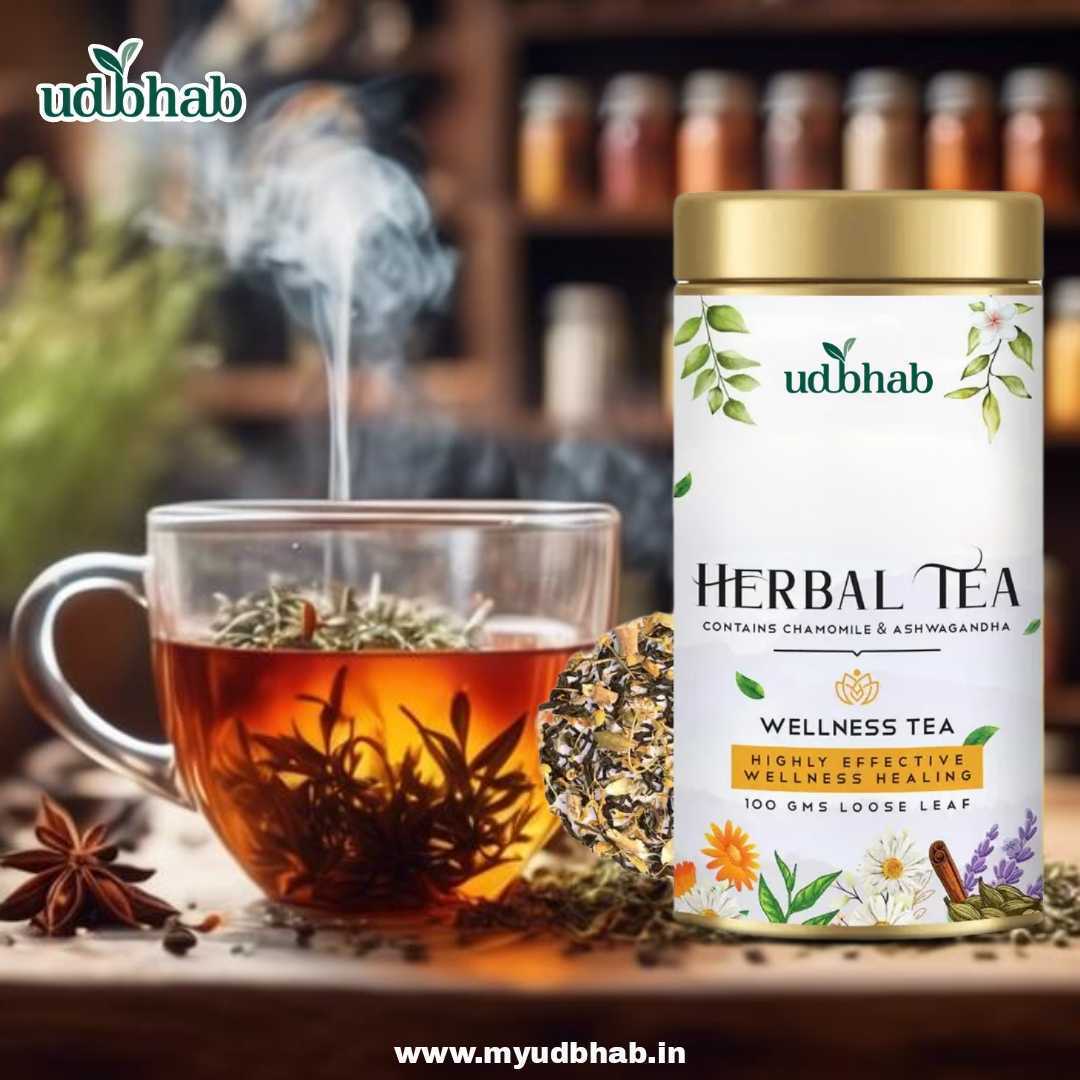 udbhab
udbhab
HERBAL TEA
CONTAINS CHAMOMILE & ASHWAGANDHA
WELLNESS TEA
HIGHLY EFFECTIVE
WELLNESS HEALING
100 GMS LOOSE LEAF
www.myudbhab.in